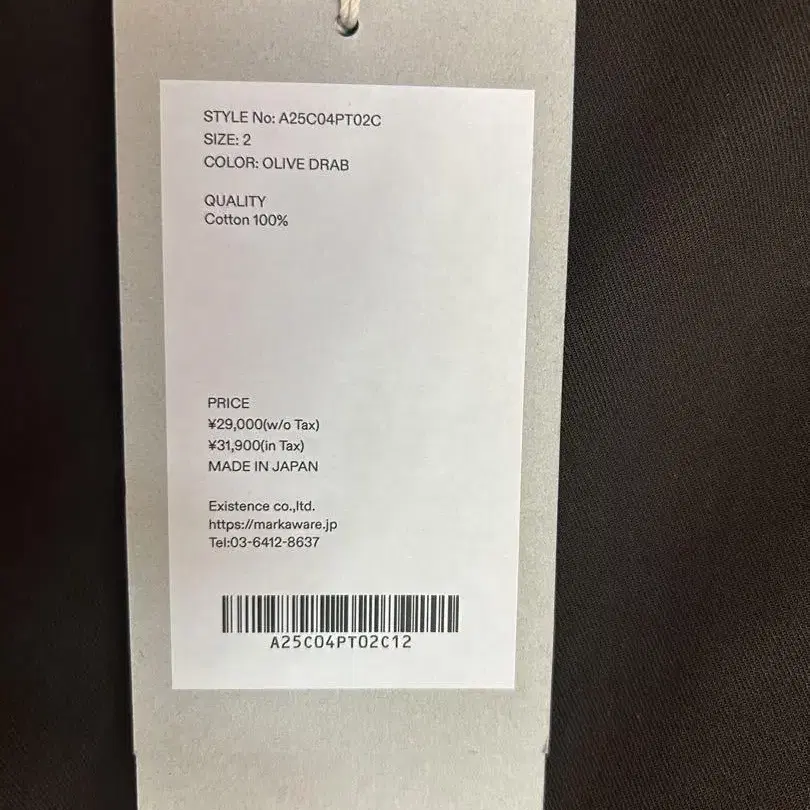 STYLE No: A25C04PT02C
SIZE: 2
COLOR: OLIVE DRAB
QUALITY
Cotton 100%
PRICE
¥29,000(w/o Tax)
¥31,900(in Tax)
MADE IN JAPAN
Existence co.,ltd.
https://markaware.jp
Tel:03-6412-8637
A25C04PT02C12